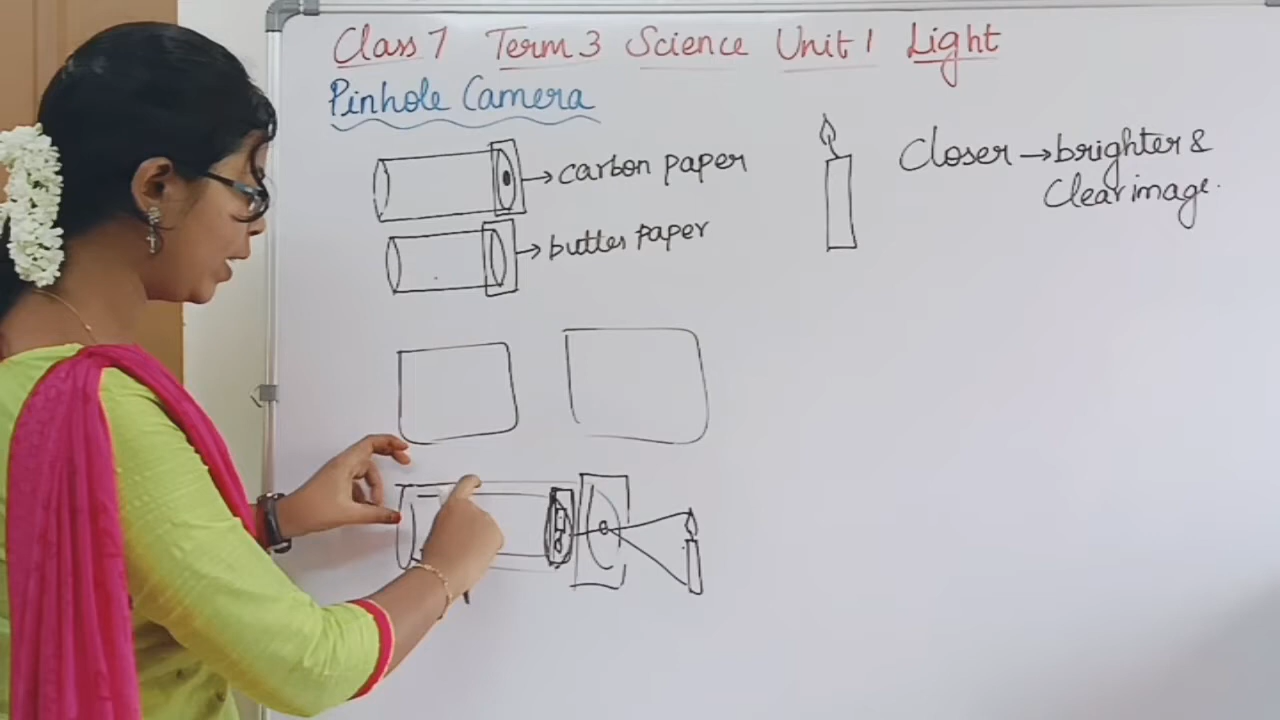 Class 7 Term 3 Science Unit 1 Light
Pinhole Camera
carbon paper
butter paper
Closer → brighter &
Clear image.